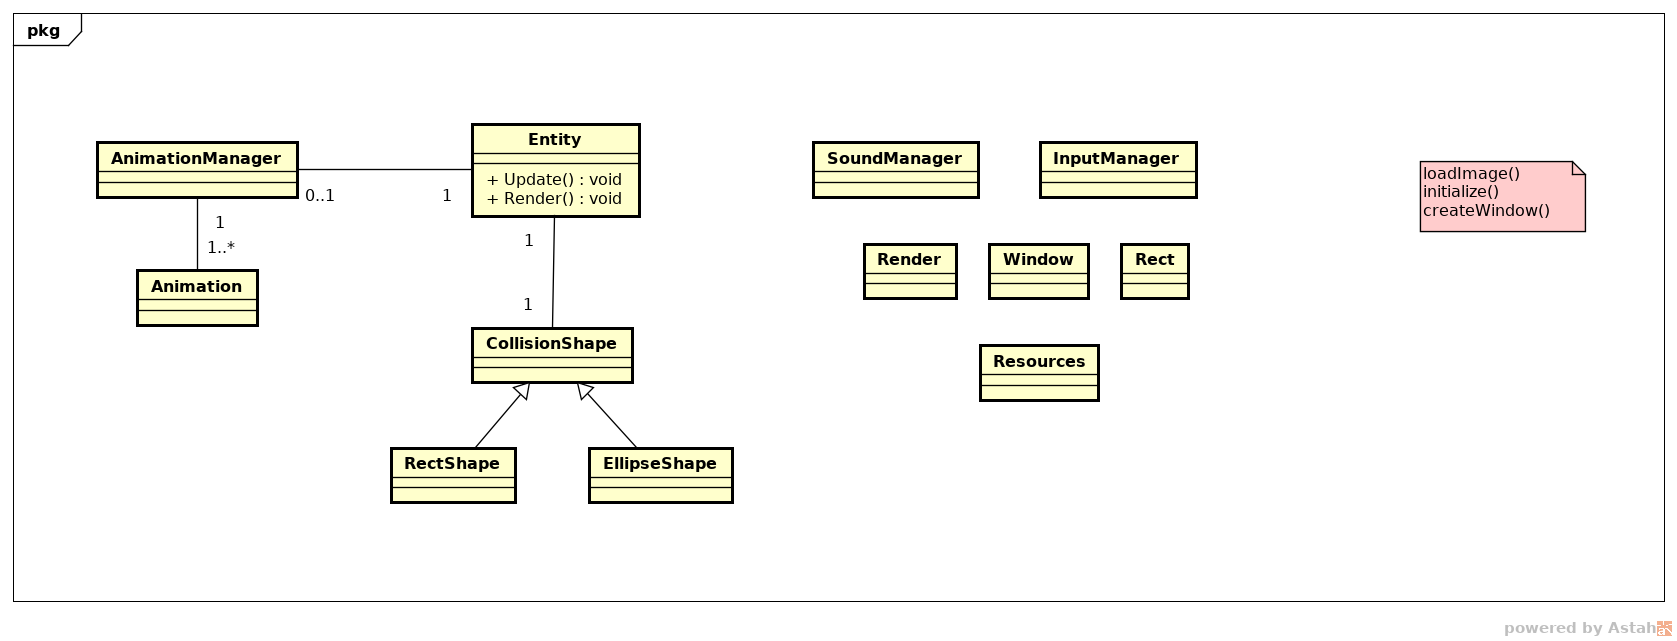 pkg
AnimationManager
Entity
+ Update() : void
+ Render() : void
SoundManager
InputManager
loadImage()
initialize()
createWindow()
0..1
1
1
1..*
1
Animation
Render
Window
Rect
1
CollisionShape
Resources
RectShape
EllipseShape
powered by Astah